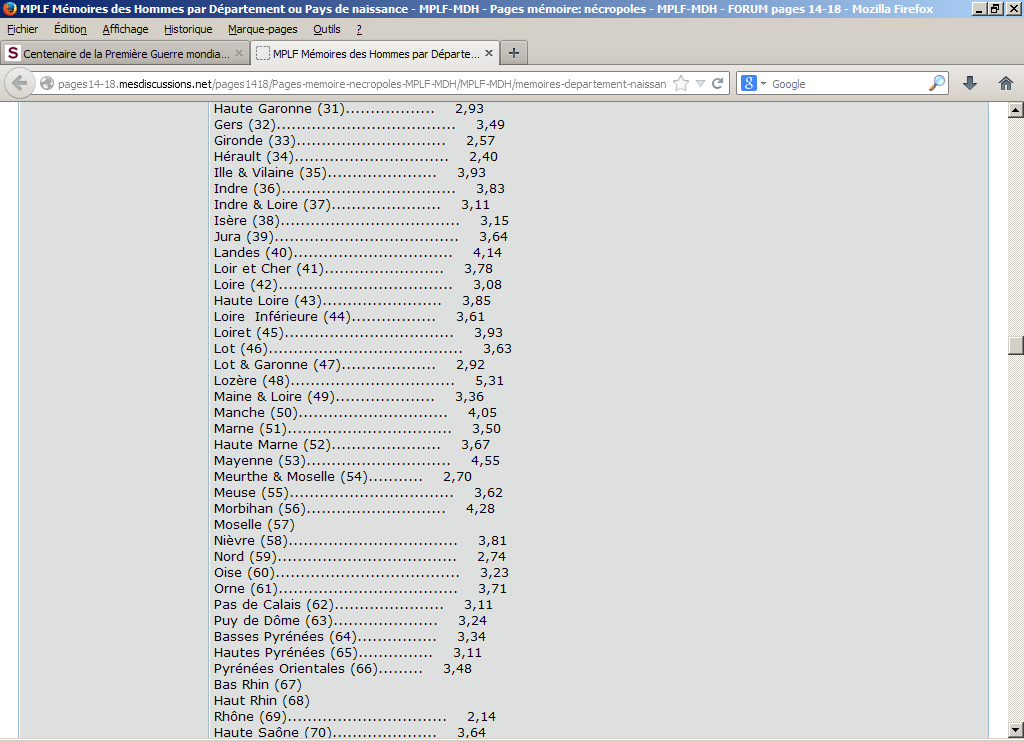 MPLF Mémoires des Hommes par Département ou Pays de naissance - MPLF-MDH - Pages mémoire: nécropoles - MPLF-MDH - FORUM pages 14-18 - Mozilla Firefox
Fichier Édition Affichage Historique Marque-pages Outils ?
S Centenaire de la Première Guerre mondia... × MPLF Mémoires des Hommes par Départe... × +
pages14-18.mesdiscussions.net/pages1418/Pages-memoire-necropoles-MPLF-MDH/MPLF-MDH/memoires-departement-naissan 8 Google
Haute Garonne (31).................. 2,93
Gers (32).................................... 3,49
Gironde (33).............................. 2,57
Hérault (34)............................... 2,40
Ille & Vilaine (35)...................... 3,93
Indre (36)................................... 3,83
Indre & Loire (37)...................... 3,11
Isère (38).................................... 3,15
Jura (39)..................................... 3,64
Landes (40)................................ 4,14
Loir et Cher (41)........................ 3,78
Loire (42)................................... 3,08
Haute Loire (43)........................ 3,85
Loire  Inférieure (44)................. 3,61
Loiret (45).................................. 3,93
Lot (46)....................................... 3,63
Lot & Garonne (47)................... 2,92
Lozère (48)................................. 5,31
Maine & Loire (49).................... 3,36
Manche (50).............................. 4,05
Marne (51)................................. 3,50
Haute Marne (52)...................... 3,67
Mayenne (53)............................. 4,55
Meurthe & Moselle (54)........... 2,70
Meuse (55)................................. 3,62
Morbihan (56)............................ 4,28
Moselle (57)
Nièvre (58).................................. 3,81
Nord (59).................................... 2,74
Oise (60)..................................... 3,23
Orne (61).................................... 3,71
Pas de Calais (62)...................... 3,11
Puy de Dôme (63)..................... 3,24
Basses Pyrénées (64)................ 3,34
Hautes Pyrénées (65)............... 3,11
Pyrénées Orientales (66)......... 3,48
Bas Rhin (67)
Haut Rhin (68)
Rhône (69)................................ 2,14
Haute Saône (70)..................... 3,64